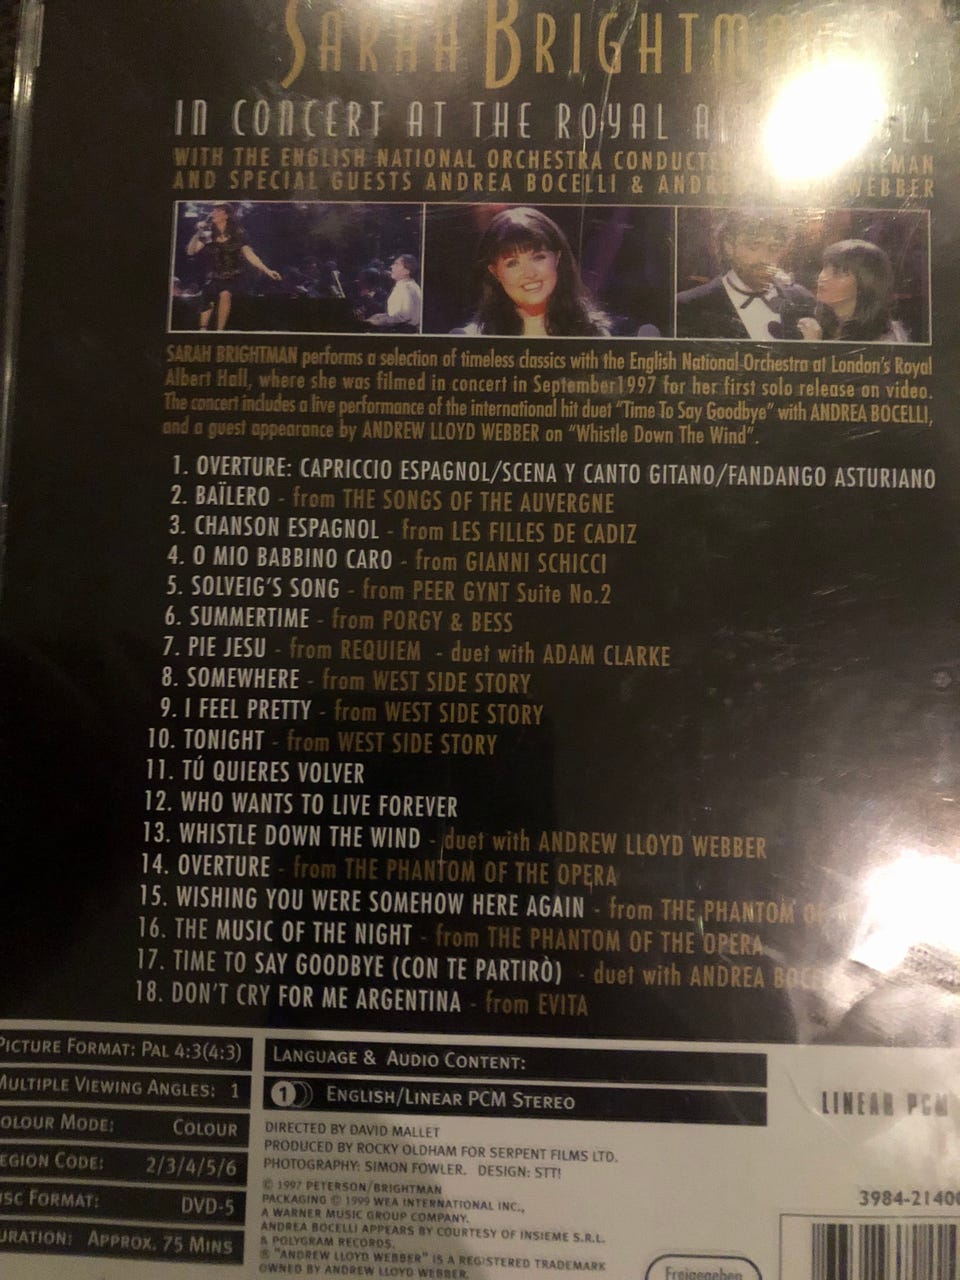 SARAH BRIGHTMAN
IN CONCERT AT THE ROYAL
WITH THE ENGLISH NATIONAL ORCHESTRA
AND SPECIAL GUESTS ANDREA BOCELLI & WEBBER
SARAH BRIGHTMAN performs a selection of timeless classics with the English National Orchestra at London's Royal
Albert Hall, where she was filmed in concert in September1997 for her first solo release on video.
The concert includes a live performance of the international hit duet "Time To Say Goodbye" with ANDREA BOCELLI,
and a guest appearance by ANDREW LLOYD WEBBER on "Whistle Down The Wind".
1. OVERTURE: CAPRICCIO ESPAGNOL/SCENA Y CANTO GITANO/FANDANGO ASTURIANO
2. BAÏLERO - from THE SONGS OF THE AUVERGNE
3. CHANSON ESPAGNOL - from LES FILLES DE CADIZ
4. O MIO BABBINO CARO - from GIANNI SCHICCI
5. SOLVEIG'S SONG - from PEER GYNT Suite No.2
6. SUMMERTIME - from PORGY & BESS
7. PIE JESU - from REQUIEM - duet with ADAM CLARKE
8. SOMEWHERE - from WEST SIDE STORY
9. I FEEL PRETTY - from WEST SIDE STORY
10. TONIGHT - from WEST SIDE STORY
11. TÚ QUIERES VOLVER
12. WHO WANTS TO LIVE FOREVER
13. WHISTLE DOWN THE WIND - duet with ANDREW LLOYD WEBBER
14. OVERTURE - from THE PHANTOM OF THE OPERA
15. WISHING YOU WERE SOMEHOW HERE AGAIN - from THE PHANTOM
16. THE MUSIC OF THE NIGHT - from THE PHANTOM OF THE OPERA
17. TIME TO SAY GOODBYE (CON TE PARTIRÒ) - duet with ANDREA
18. DON'T CRY FOR ME ARGENTINA - from EVITA
PICTURE FORMAT: PAL 4:3(4:3)
MULTIPLE VIEWING ANGLES: 1
COLOUR MODE: COLOUR
REGION CODE: 2/3/4/5/6
DISC FORMAT: DVD-5
DURATION: APPROX. 75 MINS
LANGUAGE & AUDIO CONTENT:
1 ENGLISH/LINEAR PCM STEREO
DIRECTED BY DAVID MALLET
PRODUCED BY ROCKY OLDHAM FOR SERPENT FILMS LTD.
PHOTOGRAPHY: SIMON FOWLER. DESIGN: STT!
© 1997 PETERSON/BRIGHTMAN
PACKAGING © 1999 WEA INTERNATIONAL INC.,
A WARNER MUSIC GROUP COMPANY.
ANDREA BOCELLI APPEARS BY COURTESY OF INSIEME S.R.L.
& POLYGRAM RECORDS.
® "ANDREW LLOYD WEBBER" IS A REGISTERED TRADEMARK
OWNED BY ANDREW LLOYD WEBBER.
LINEAR PCM
3984-21400
Freigegeben